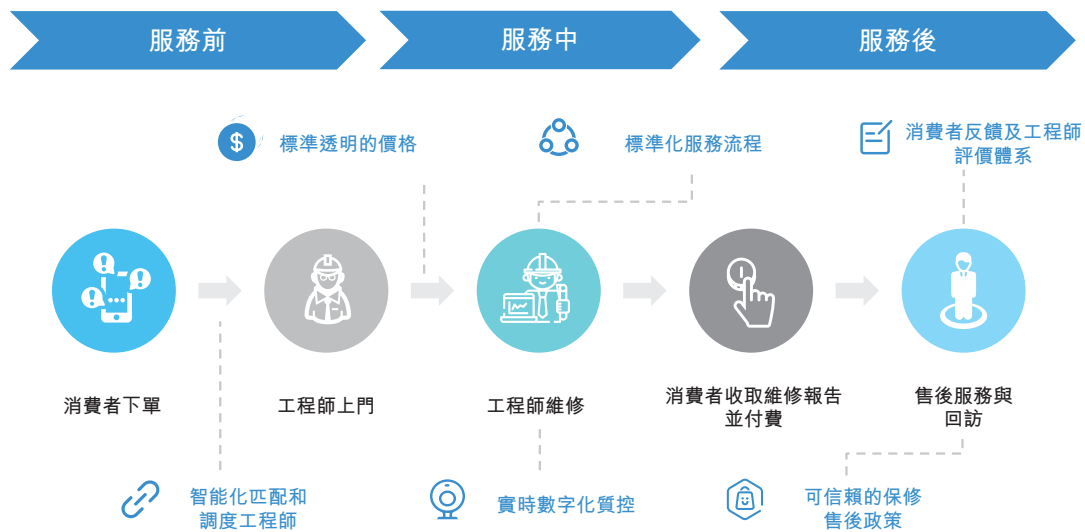 服務前
服務中
服務後
$
標準透明的價格
標準化服務流程
消費者反饋及工程師
評價體系
消費者下單
工程師上門
工程師維修
消費者收取維修報告
並付費
售後服務與
回訪
智能化匹配和
調度工程師
實時數字化質控
可信賴的保修
售後政策